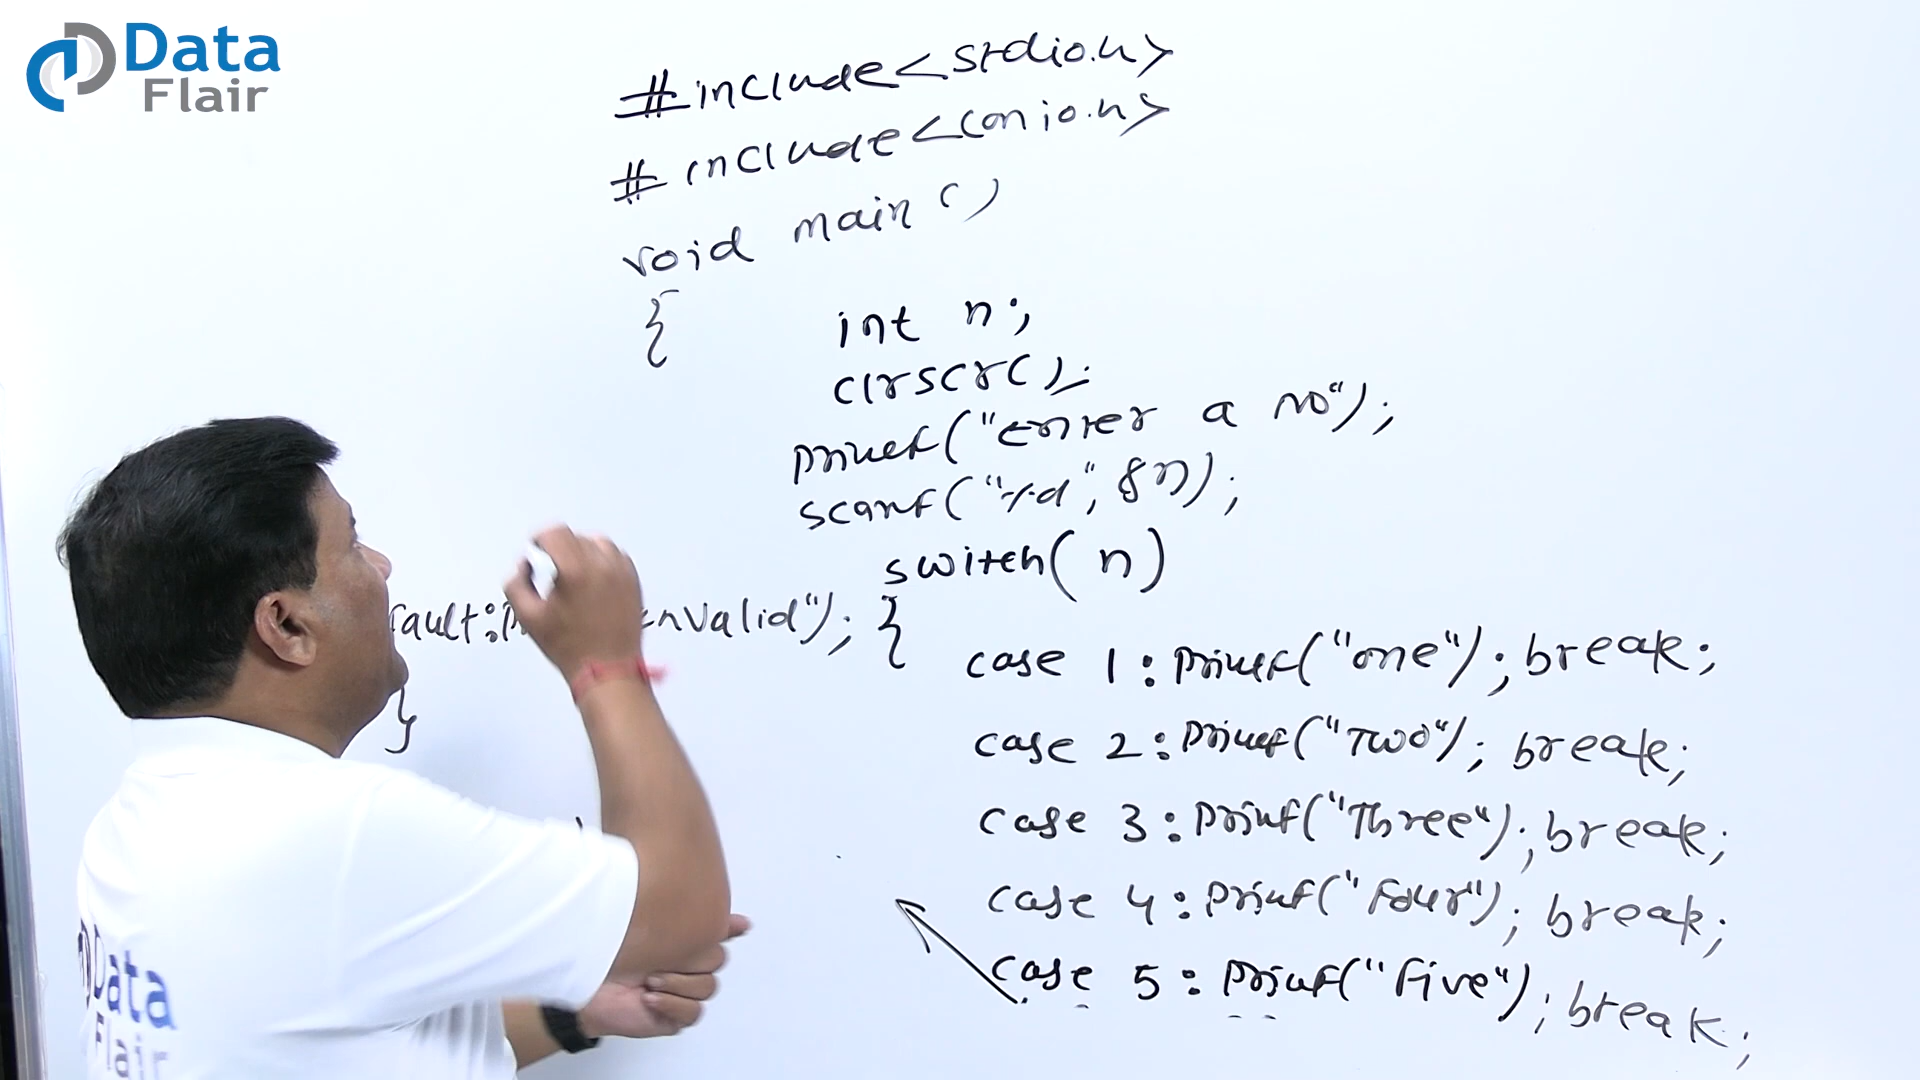 Data
Flair
#include<stdio.h>
#include<conio.h>
void main()
{
int n;
clrscr();
printf("enter a no");
scanf("%d", &n);
switch(n)
{
case 1: printf("one"); break;
case 2: printf("Two"); break;
case 3: printf("Three"); break;
case 4: printf("Four"); break;
case 5: printf("Five"); break;
fault: invalid");
}
Data
Flair